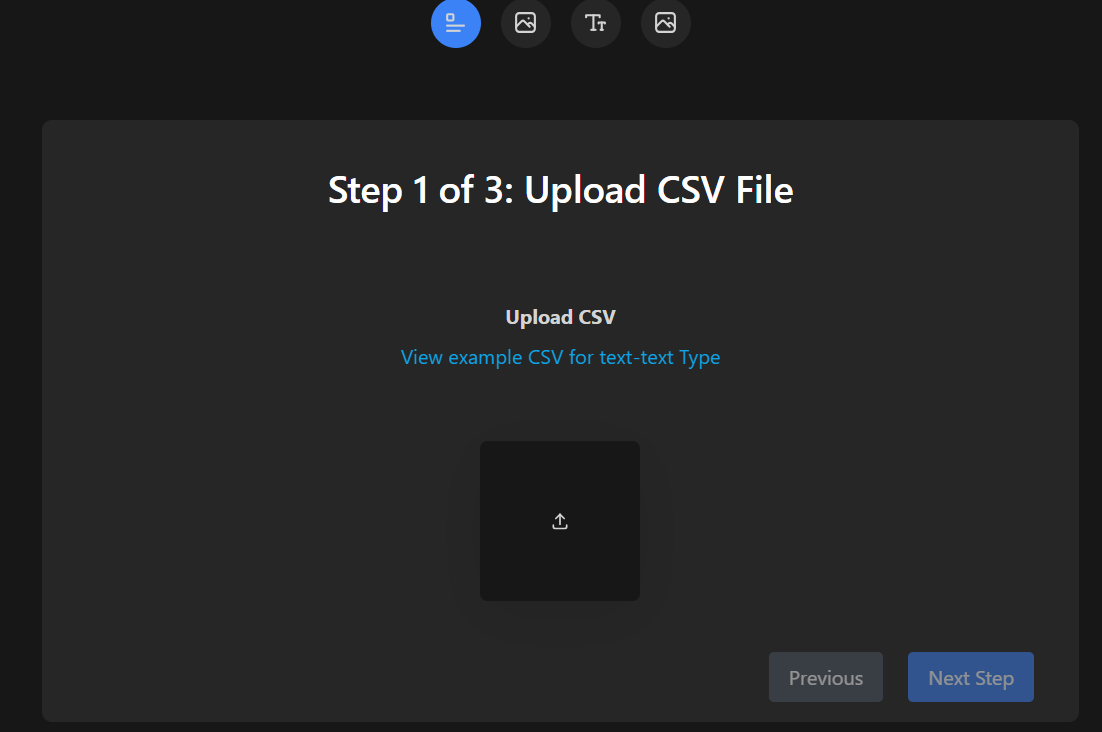 Step 1 of 3: Upload CSV File
Upload CSV
View example CSV for text-text Type
Previous
Next Step